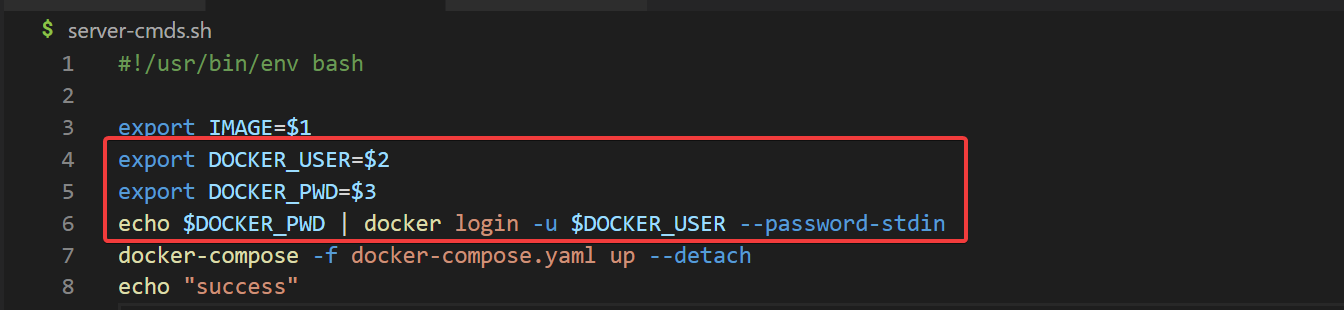 $ server-cmds.sh
1 #!/usr/bin/env bash
2
3 export IMAGE=$1
4 export DOCKER_USER=$2
5 export DOCKER_PWD=$3
6 echo $DOCKER_PWD | docker login -u $DOCKER_USER --password-stdin
7 docker-compose -f docker-compose.yaml up --detach
8 echo "success"